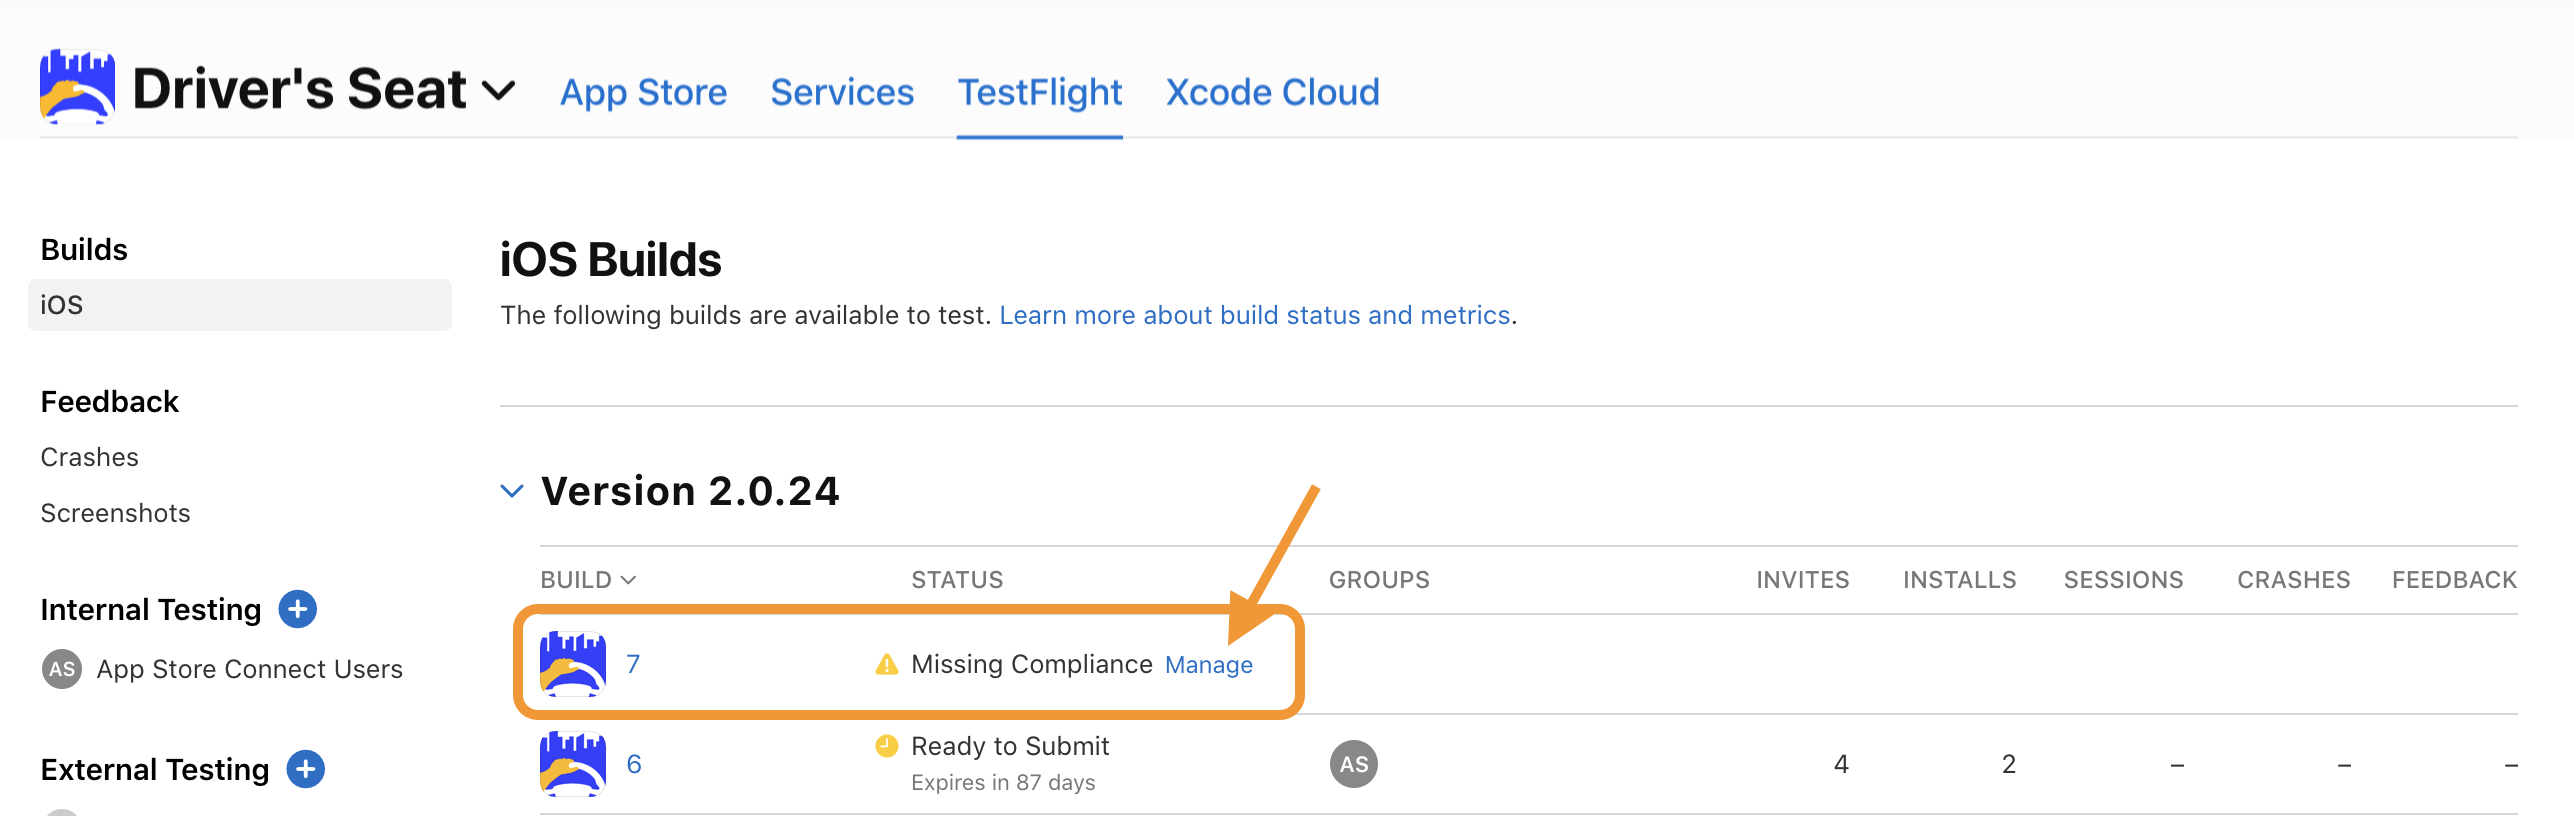 Driver's Seat App Store Services TestFlight Xcode Cloud
Builds
iOS
Feedback
Crashes
Screenshots
Internal Testing
AS App Store Connect Users
External Testing
iOS Builds
The following builds are available to test. Learn more about build status and metrics.
Version 2.0.24
BUILD STATUS GROUPS INVITES INSTALLS SESSIONS CRASHES FEEDBACK
7 Missing Compliance Manage
6 Ready to Submit AS 4 2 – – –
Expires in 87 days